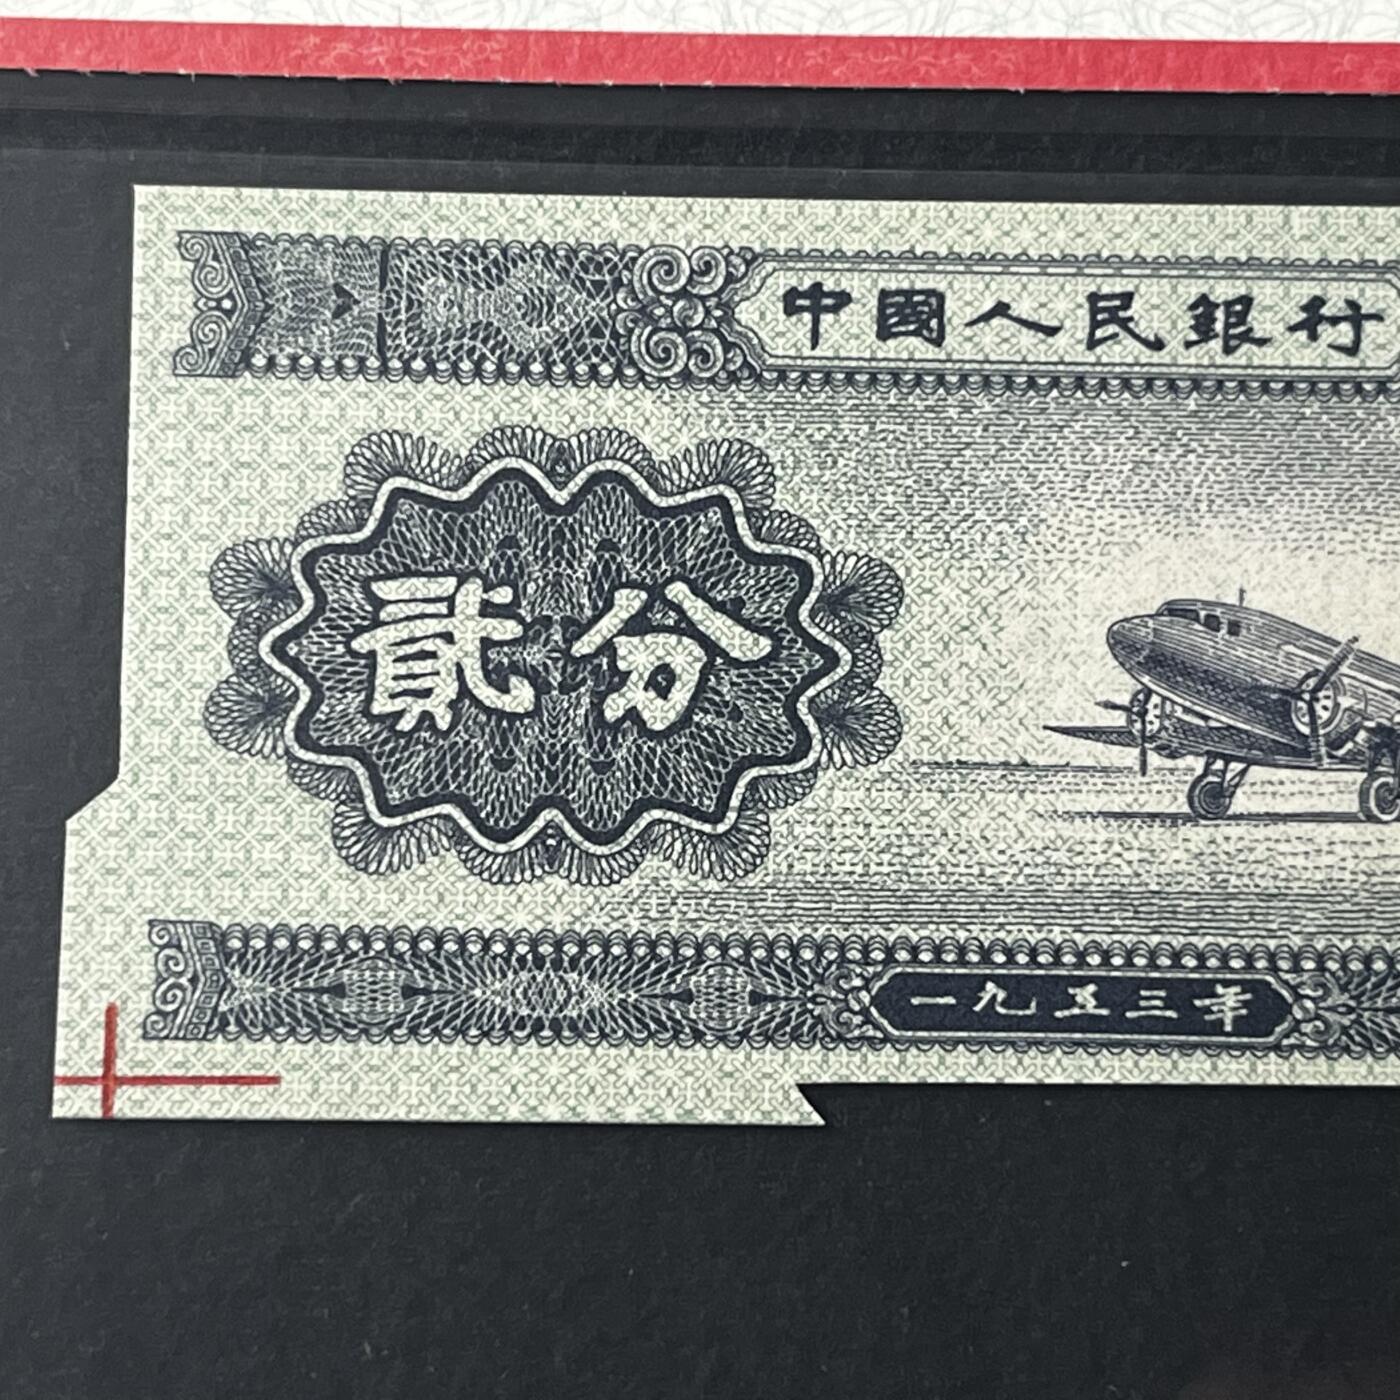 中國人民銀行
貳分
一九五三年